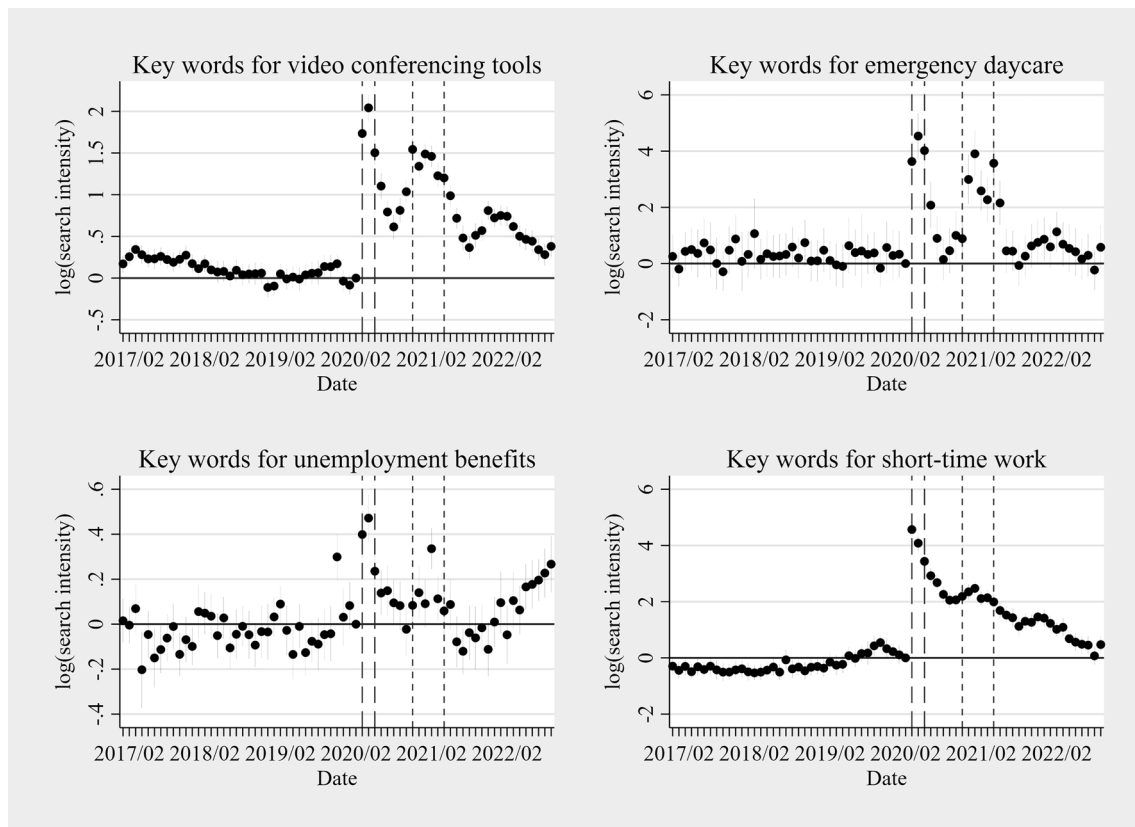 Key words for video conferencing tools
log(search intensity)
2
1.5
1
.5
0
-.5
2017/02 2018/02 2019/02 2020/02 2021/02 2022/02
Date
Key words for emergency daycare
log(search intensity)
6
4
2
0
-2
2017/02 2018/02 2019/02 2020/02 2021/02 2022/02
Date
Key words for unemployment benefits
log(search intensity)
.6
.4
.2
0
-.2
-.4
2017/02 2018/02 2019/02 2020/02 2021/02 2022/02
Date
Key words for short-time work
log(search intensity)
6
4
2
0
-2
2017/02 2018/02 2019/02 2020/02 2021/02 2022/02
Date